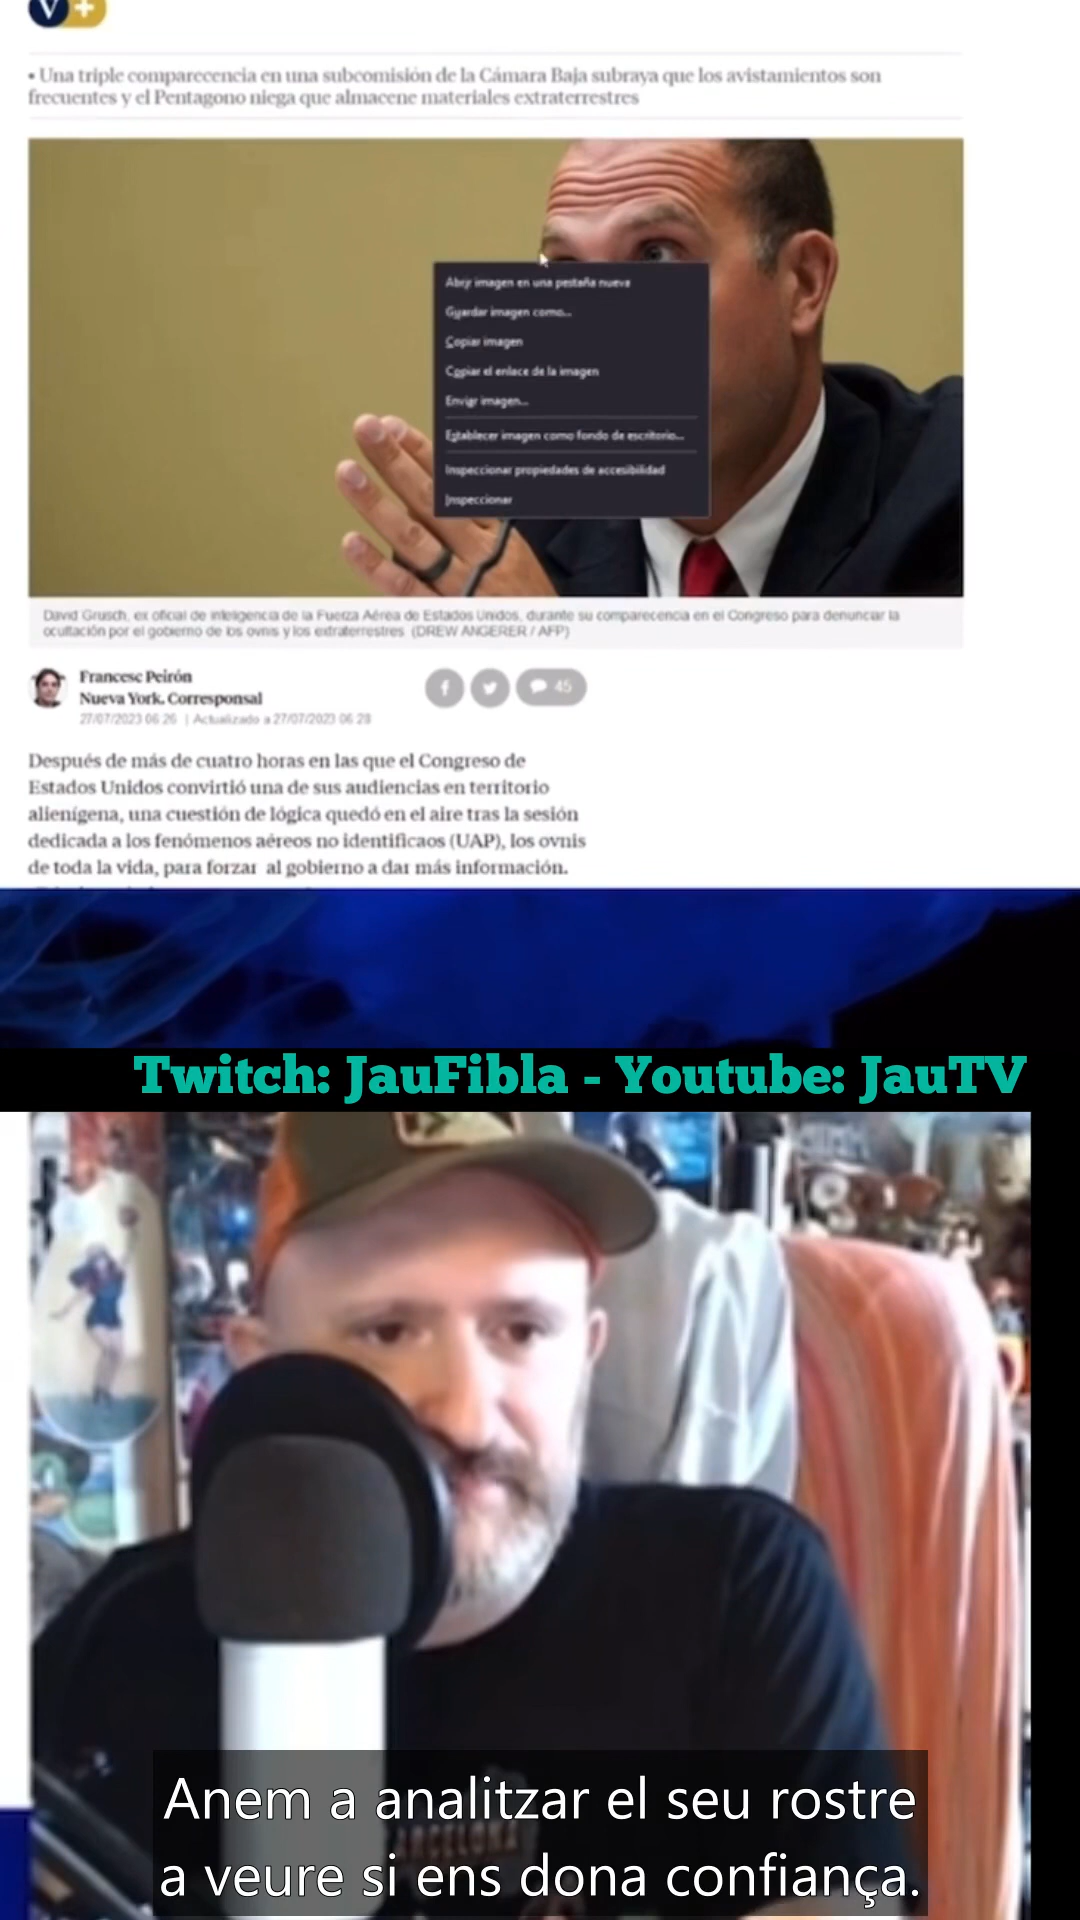 V+
• Una triple comparecencia en una subcomisión de la Cámara Baja subraya que los avistamientos son
frecuentes y el Pentagono niega que almacene materiales extraterrestres
Abrir imagen en una pestaña nueva
Guardar imagen como...
Copiar imagen
Copiar el enlace de la imagen
Enviar imagen...
Establecer imagen como fondo de escritorio...
Inspeccionar propiedades de accesibilidad
Inspeccionar
David Grusch, ex oficial de inteligencia de la Fuerza Aérea de Estados Unidos, durante su comparecencia en el Congreso para denunciar la
ocultación por el gobierno de los ovnis y los extraterrestres (DREW ANGERER / AFP)
Francesc Peirón
Nueva York. Corresponsal
27/07/2023 06:26 | Actualizado a 27/07/2023 06:28
45
Después de más de cuatro horas en las que el Congreso de
Estados Unidos convirtió una de sus audiencias en territorio
alienígena, una cuestión de lógica quedó en el aire tras la sesión
dedicada a los fenómenos aéreos no identificaos (UAP), los ovnis
de toda la vida, para forzar al gobierno a dar más información.
Twitch: JauFibla - Youtube: JauTV
Anem a analitzar el seu rostre
a veure si ens dona confiança.